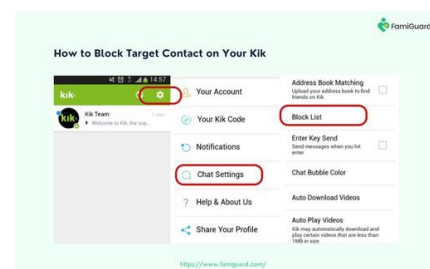 FamiGuard
How to Block Target Contact on Your Kik
14:57
kik·
Kik Team
Welcome to Kik, the sup...
kik·
Your Account
Your Kik Code
Notifications
Chat Settings
Help & About Us
Share Your Profile
Address Book Matching
Upload your address book to find
friends on Kik
Block List
Enter Key Send
Send messages when you hit
enter
Chat Bubble Color
Auto Download Videos
Auto Play Videos
Kik may automatically download and
play certain videos that are less than
1MB in size
https://www.famiguard.com/